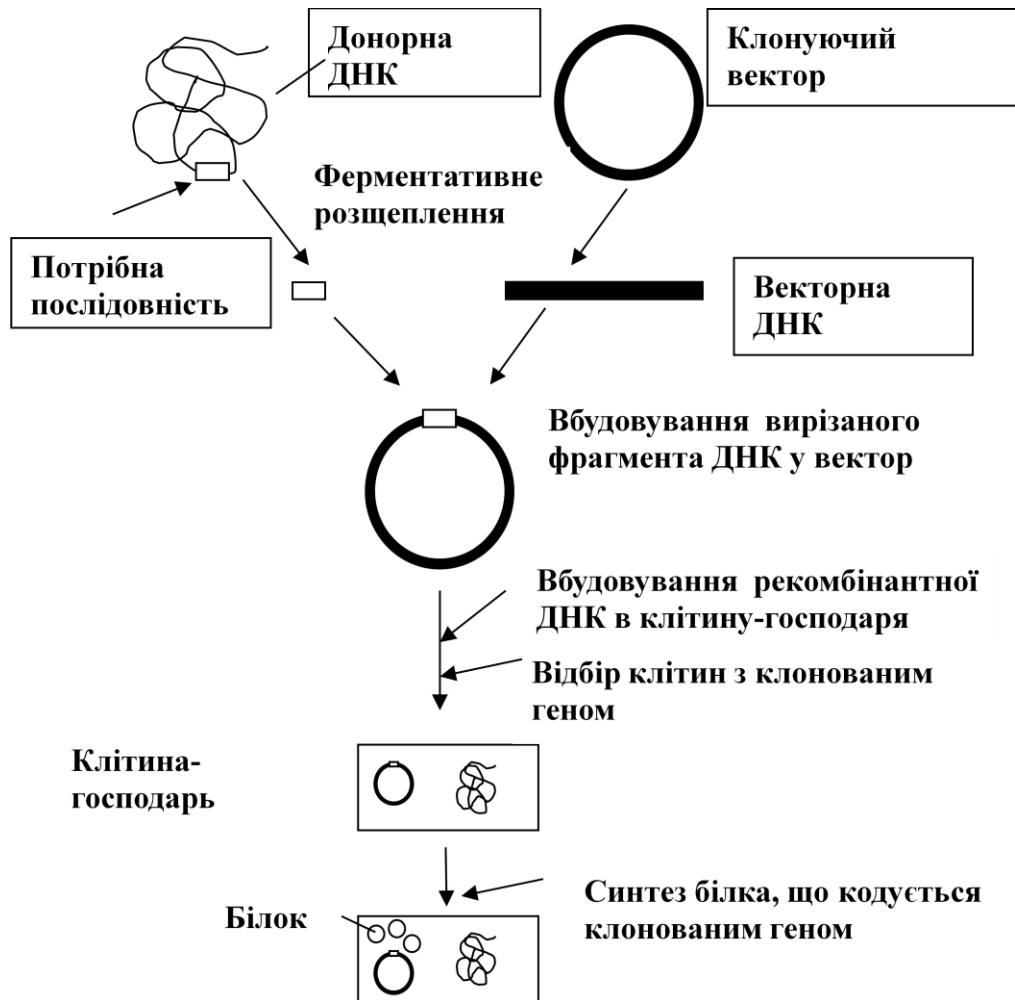 Донорна
ДНК
Клонуючий
вектор
Ферментативне
розщеплення
Потрібна
послідовність
Векторна
ДНК
Вбудовування вирізаного
фрагмента ДНК у вектор
Вбудовування рекомбінантної
ДНК в клітину-господаря
Відбір клітин з клонованим
геном
Клітина-
господарь
Синтез білка, що кодується
клонованим геном
Білок